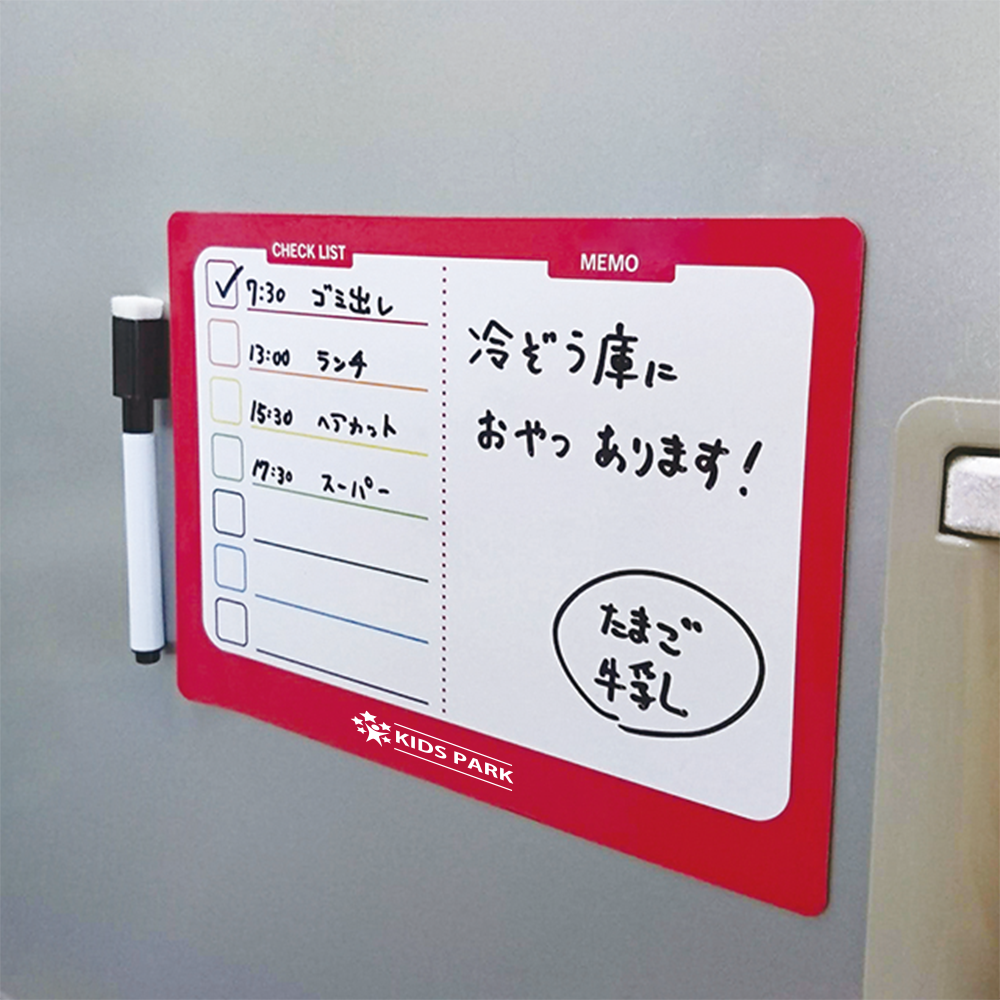 CHECK LIST
7:30 ゴミ出し
13:00 ランチ
15:30 ヘアカット
17:30 スーパー
MEMO
冷ぞう庫に
おやつ あります!
たまご
牛乳
KIDS PARK